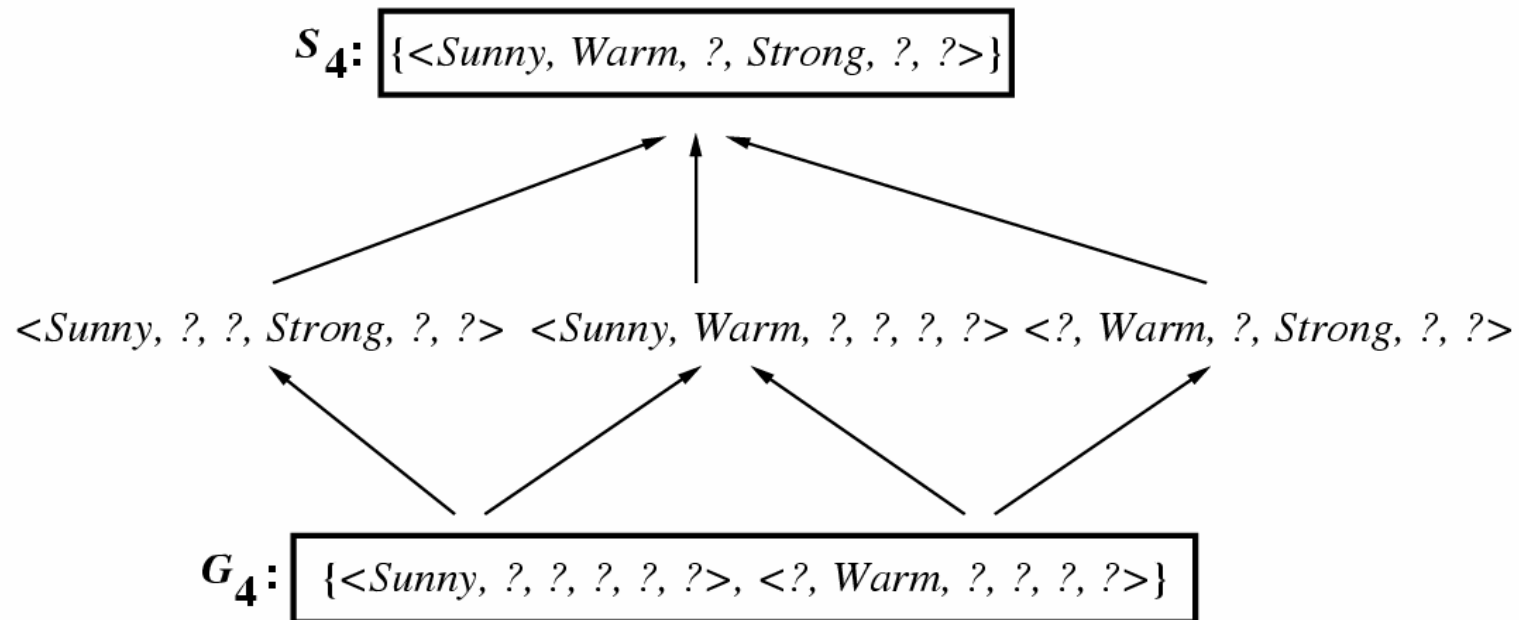 S4: {<Sunny, Warm, ?, Strong, ?, ?>}
<Sunny, ?, ?, Strong, ?, ?> <Sunny, Warm, ?, ?, ?, ?> <?, Warm, ?, Strong, ?, ?>
G4: {<Sunny, ?, ?, ?, ?, ?>, <?, Warm, ?, ?, ?, ?>}